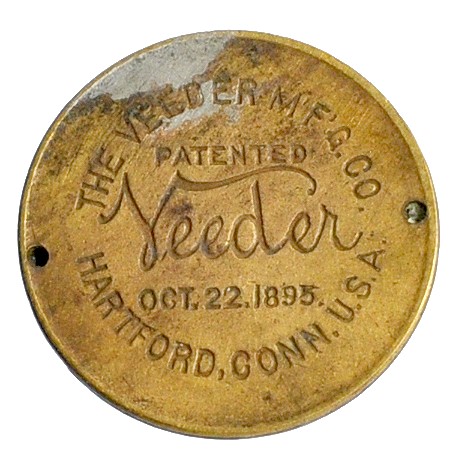 THE VEEDER M'F'G. CO.
PATENTED
Veeder
OCT. 22. 1895.
HARTFORD, CONN. U.S.A.